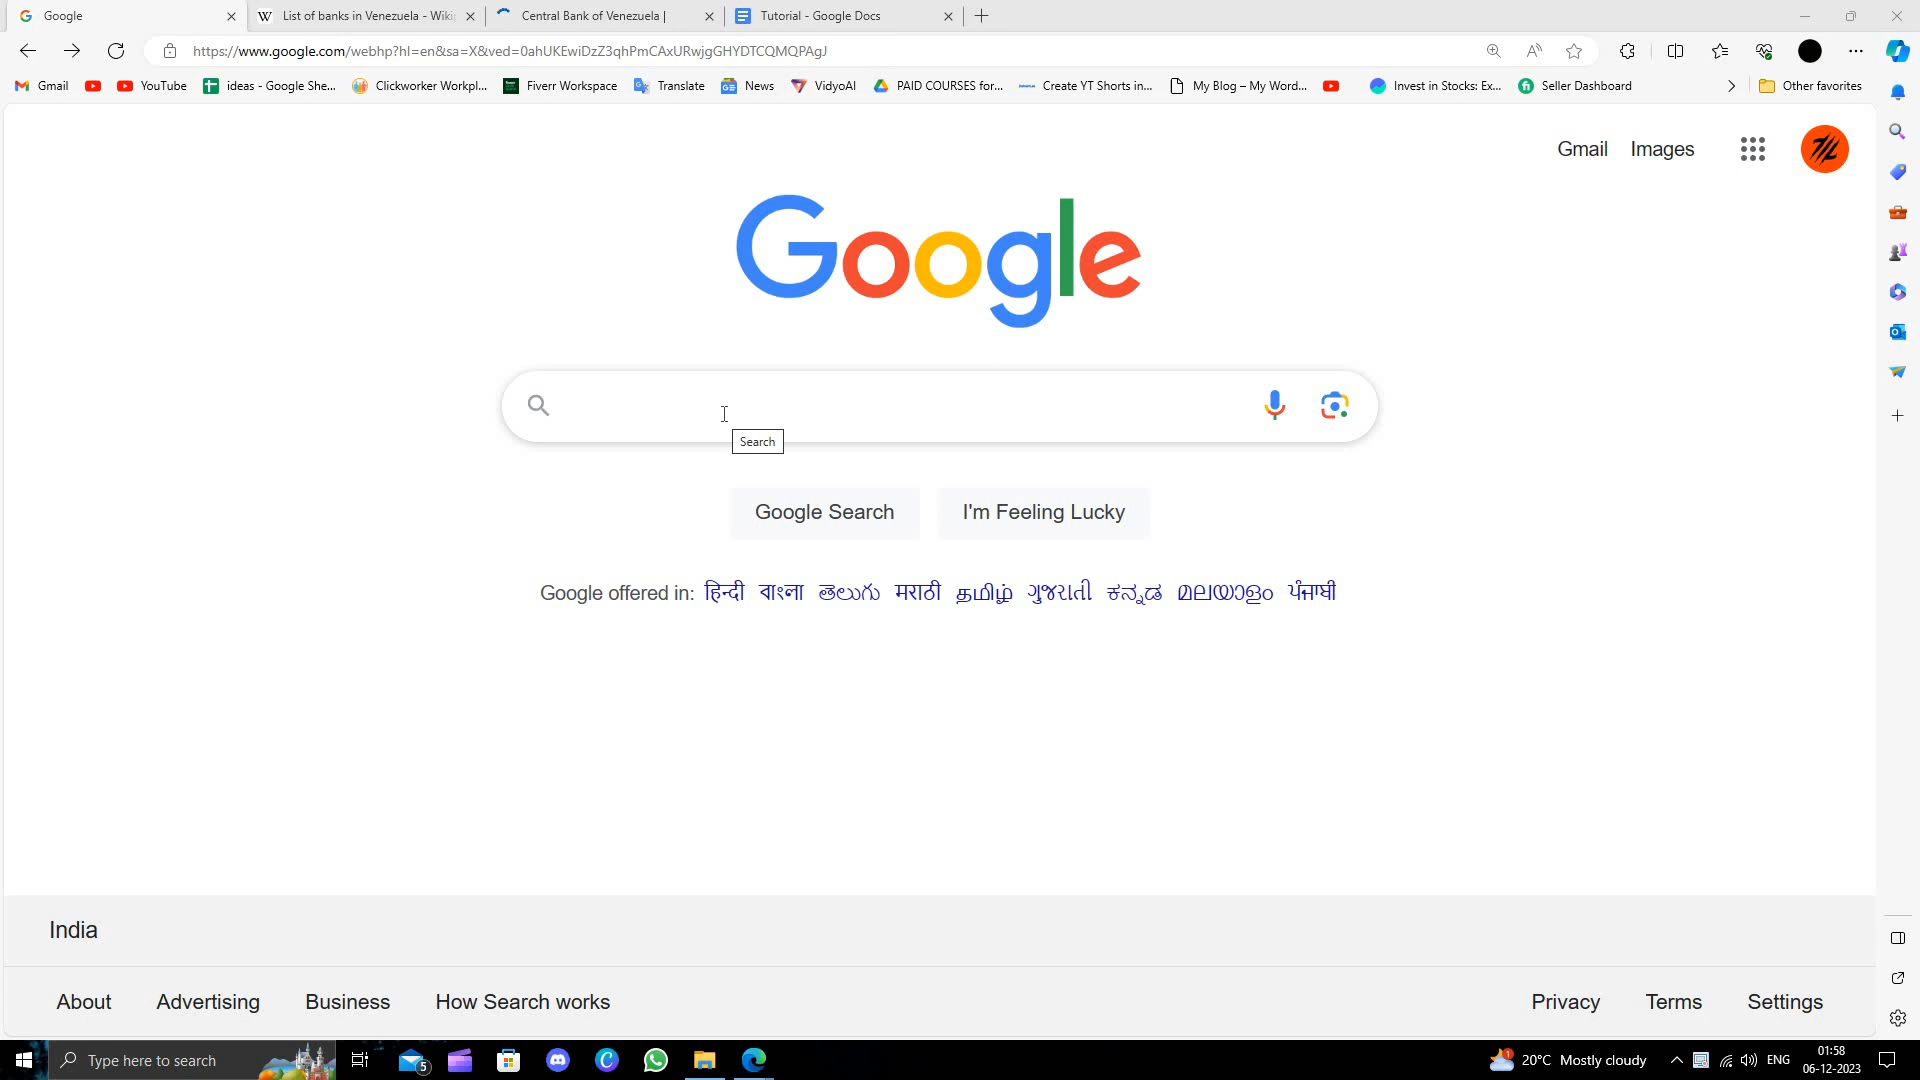 Google
List of banks in Venezuela - Wiki
Central Bank of Venezuela |
Tutorial - Google Docs
https://www.google.com/webhp?hl=en&sa=X&ved=0ahUKEwiDzZ3qhPmCAxURwjgGHYDTCQMQPAgJ
Gmail YouTube ideas - Google She... Clickworker Workpl... Fiverr Workspace Translate News VidyoAI PAID COURSES for... Create YT Shorts in... My Blog – My Word... Invest in Stocks: Ex... Seller Dashboard Other favorites
Gmail Images
Google
Search
Google Search I'm Feeling Lucky
Google offered in: हिन्दी বাংলা తెలుగు मराठी தமிழ் ગુજરાતી ಕನ್ನಡ മലയാളം ਪੰਜਾਬੀ
India
About Advertising Business How Search works Privacy Terms Settings
Type here to search
5
1
20°C Mostly cloudy
ENG
01:58
06-12-2023